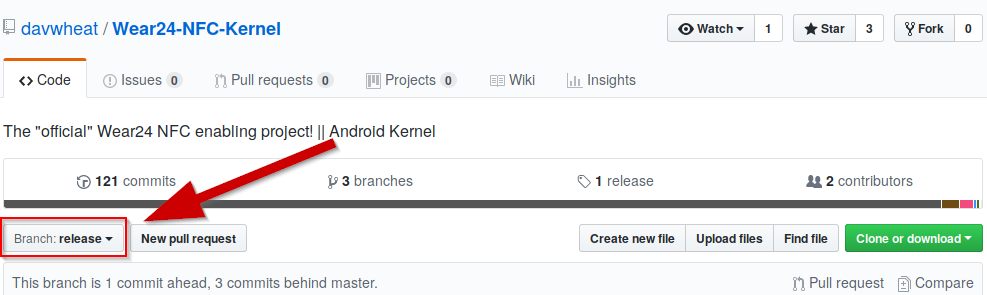 davwheat / Wear24-NFC-Kernel
Watch 1 Star 3 Fork 0
Code Issues 0 Pull requests 0 Projects 0 Wiki Insights
The "official" Wear24 NFC enabling project! || Android Kernel
121 commits 3 branches 1 release 2 contributors
Branch: release New pull request Create new file Upload files Find file Clone or download
This branch is 1 commit ahead, 3 commits behind master. Pull request Compare